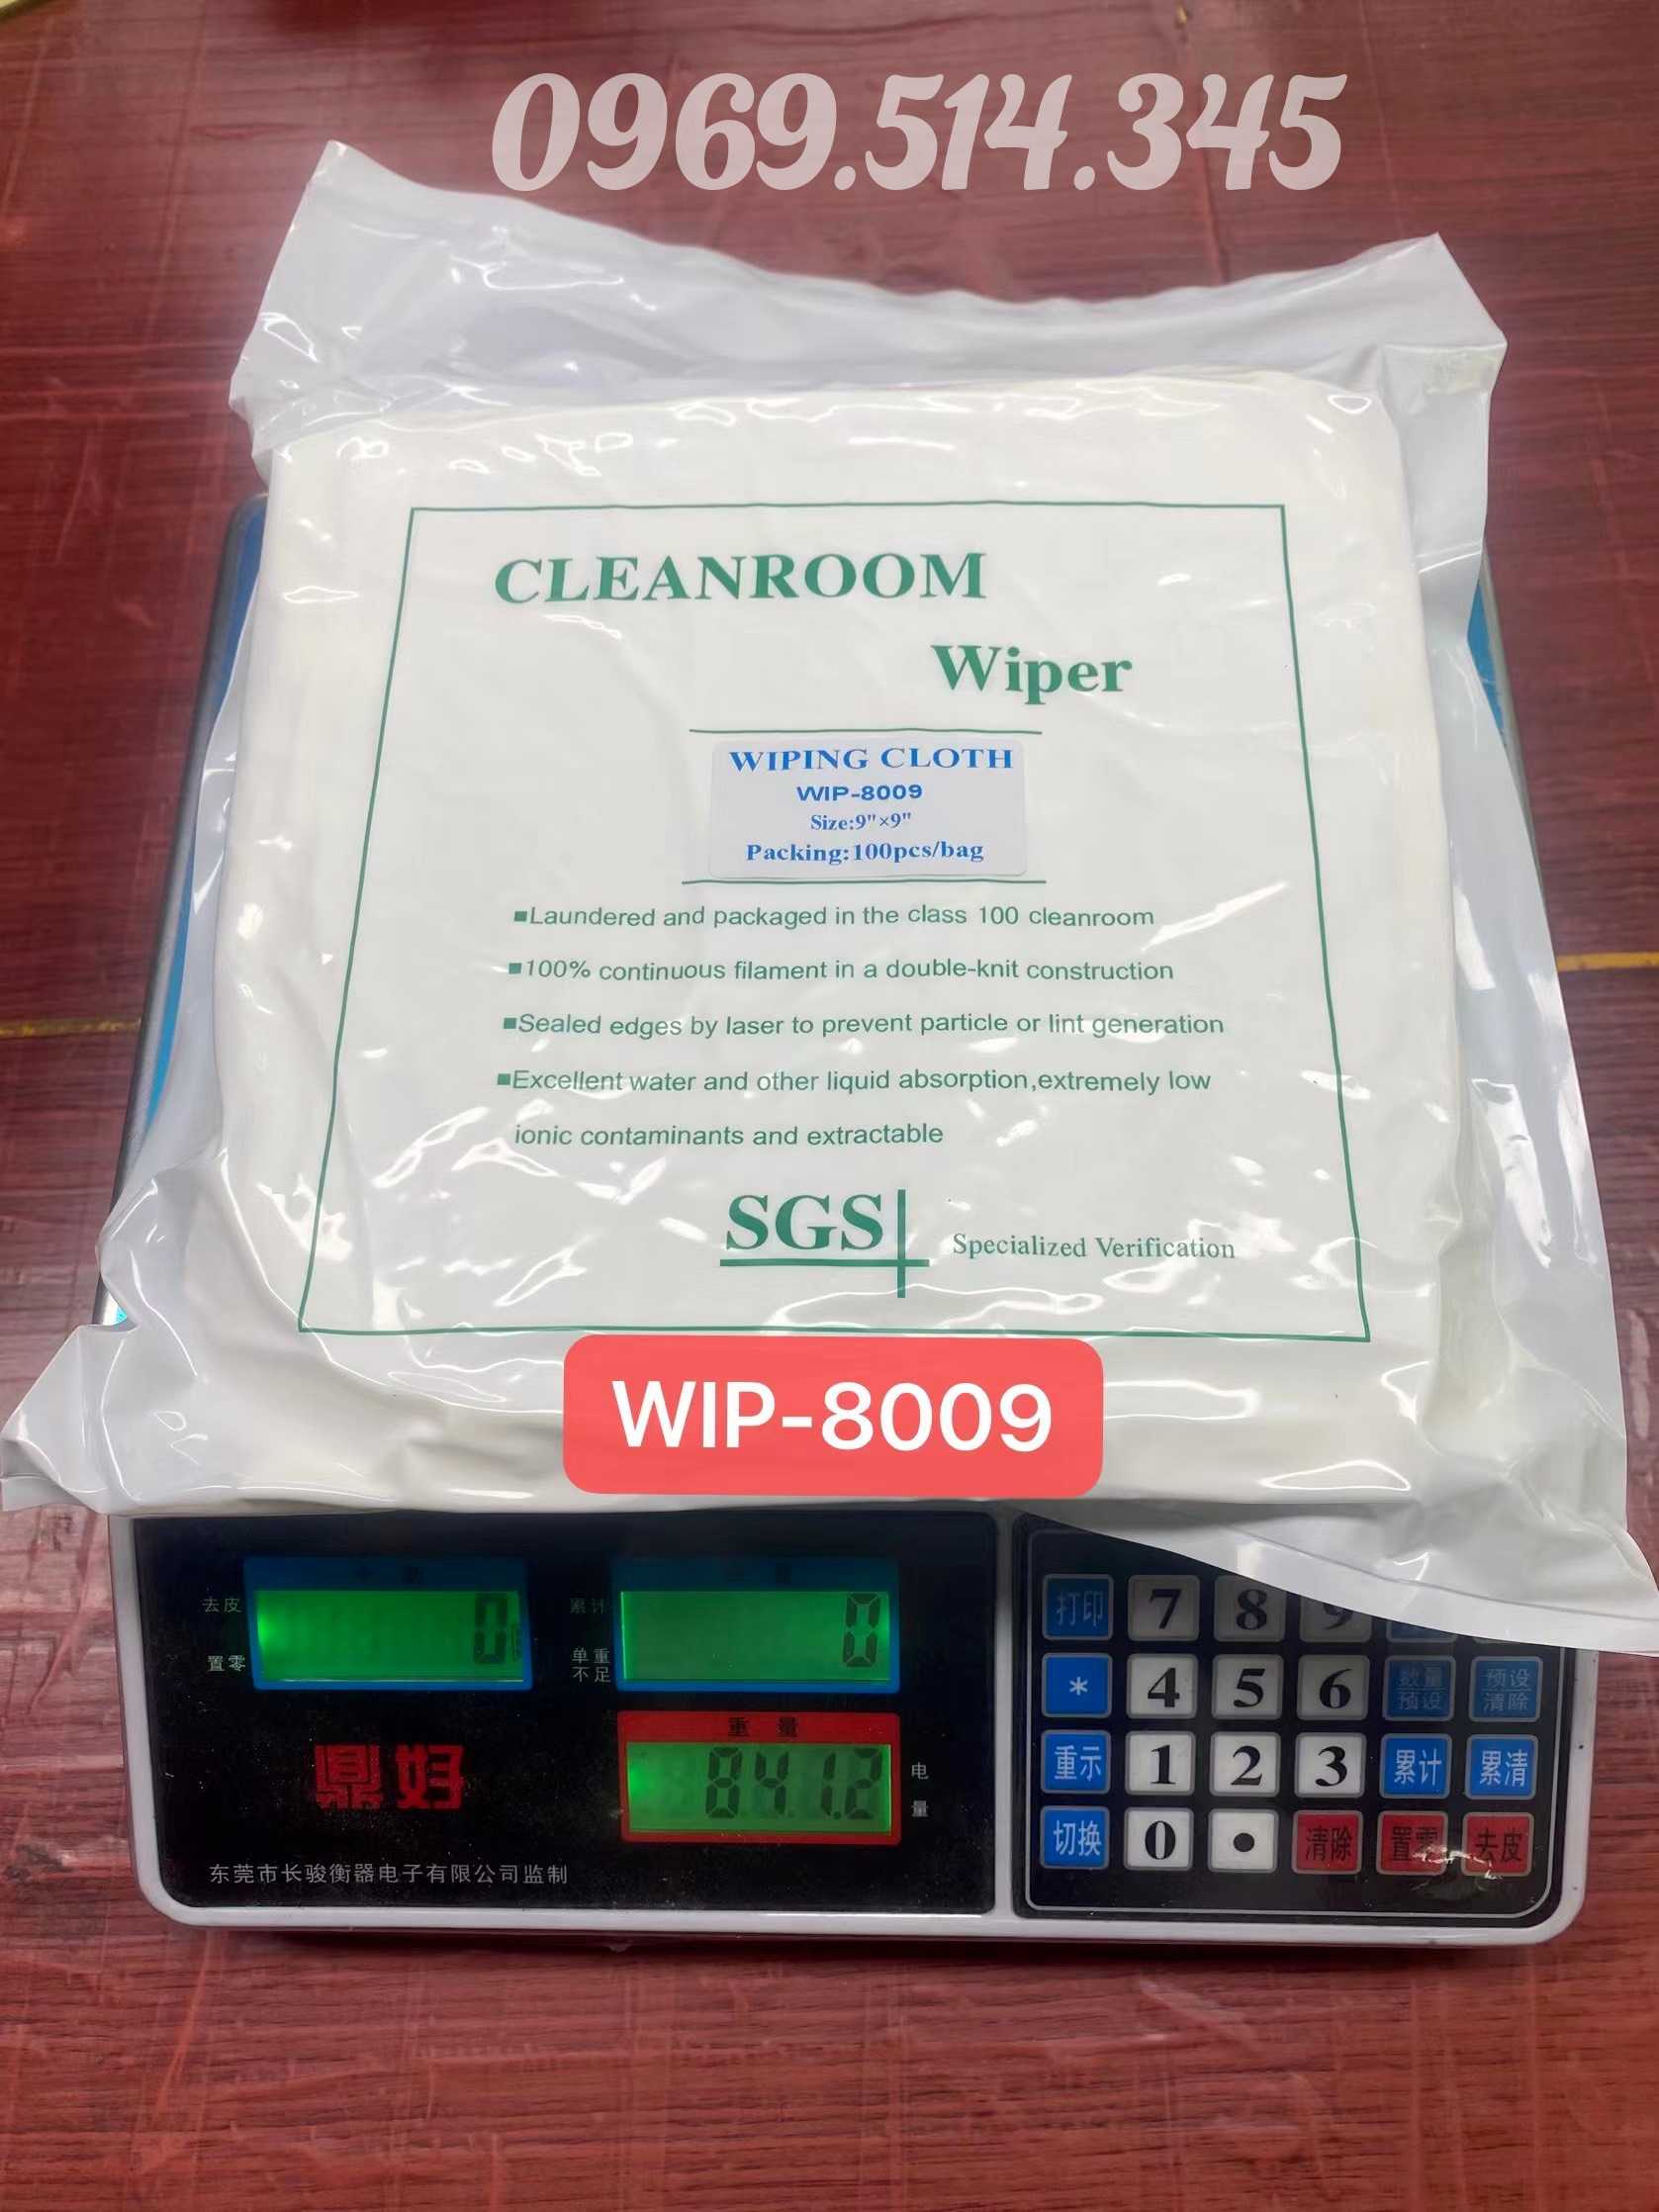 0969.514.345
CLEANROOM
Wiper
WIPING CLOTH
WIP-8009
Size:9"×9"
Packing:100pcs/bag
■Laundered and packaged in the class 100 cleanroom
■100% continuous filament in a double-knit construction
■Sealed edges by laser to prevent particle or lint generation
■Excellent water and other liquid absorption,extremely low
ionic contaminants and extractable
SGS
Specialized Verification
WIP-8009
去皮
置零
0
累计
单重
不足
0
重量
841.2
电量
鼎好
东莞市长骏衡器电子有限公司监制
打印 7 8 9
* 4 5 6 数量预设 预设清除
重示 1 2 3 累计 累清
切换 0 • 清除 置零 去皮